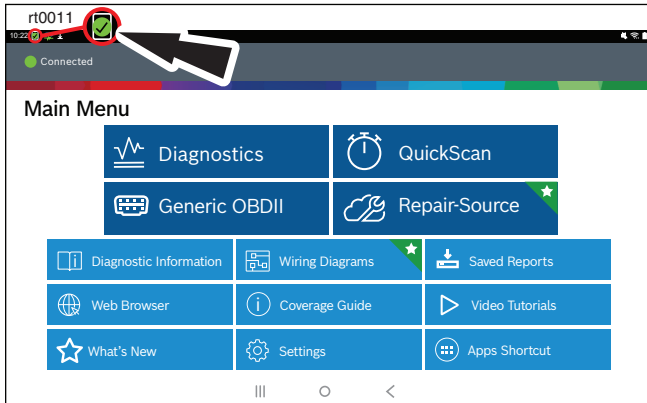 rt0011
10:22
Connected
Main Menu
Diagnostics
QuickScan
Generic OBDII
Repair-Source
Diagnostic Information
Wiring Diagrams
Saved Reports
Web Browser
Coverage Guide
Video Tutorials
What's New
Settings
Apps Shortcut